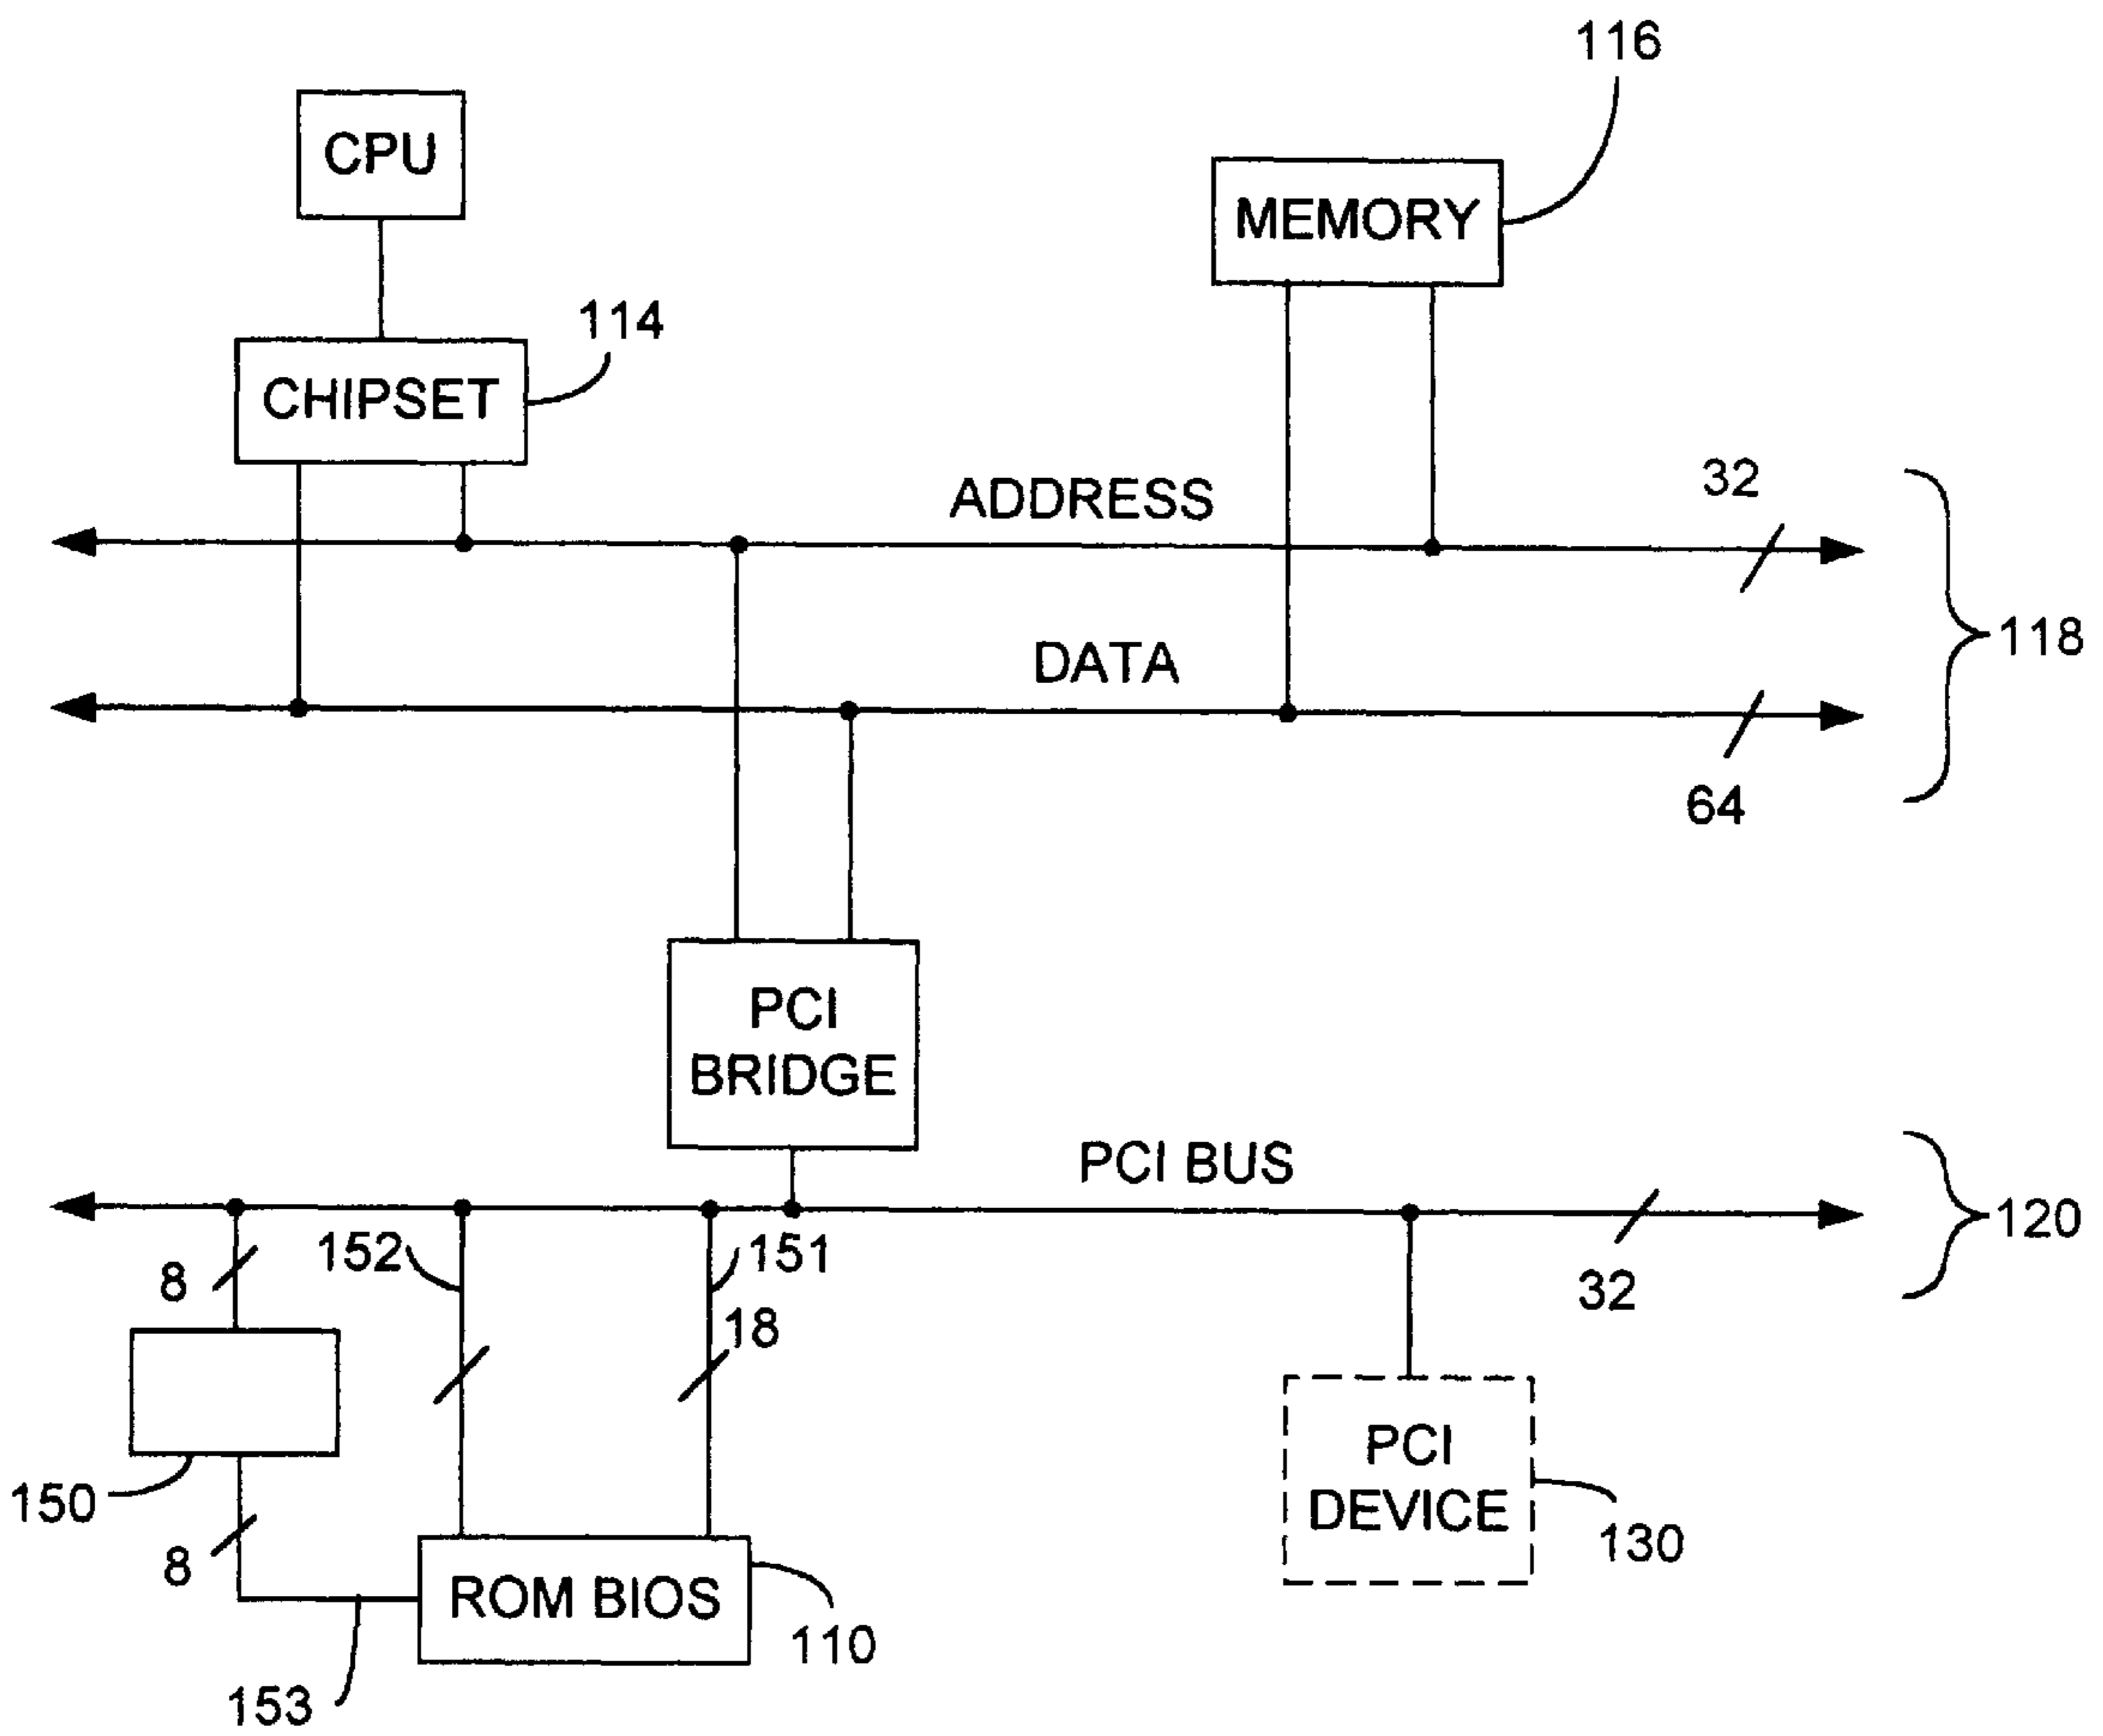 116
CPU
MEMORY
114
CHIPSET
ADDRESS
32
118
DATA
64
PCI
BRIDGE
PCI BUS
120
152
151
8
32
18
PCI
DEVICE
150
130
8
ROM BIOS
110
153